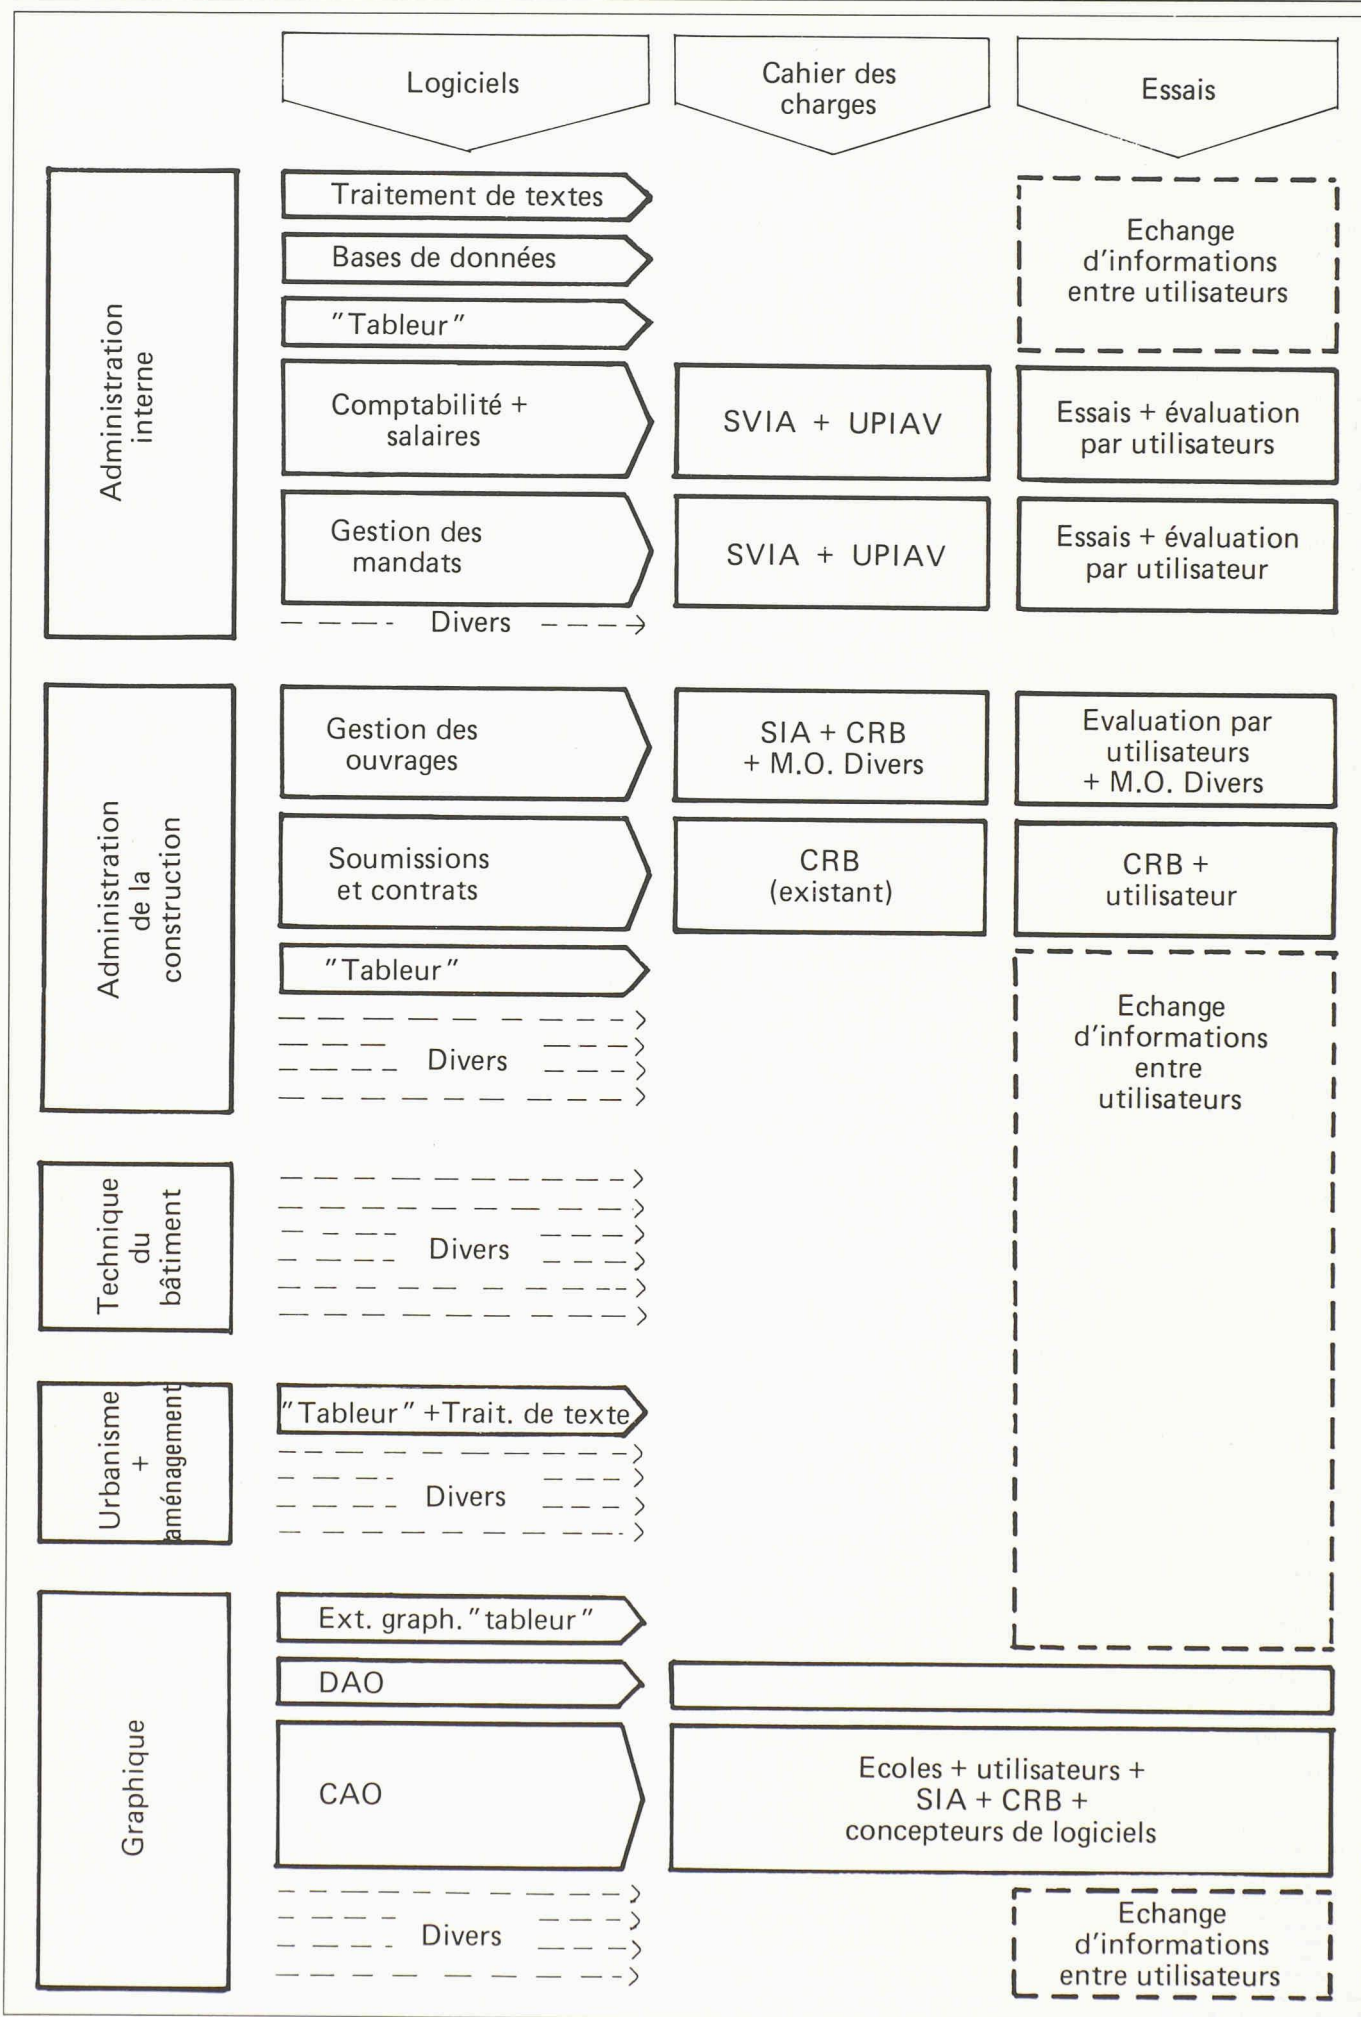 Logiciels
Cahier des
charges
Essais
Administration
interne
Traitement de textes
Bases de données
"Tableur"
Echange
d'informations
entre utilisateurs
Comptabilité +
salaires
SVIA + UPIAV
Essais + évaluation
par utilisateurs
Gestion des
mandats
SVIA + UPIAV
Essais + évaluation
par utilisateur
Divers
Administration
de la
construction
Gestion des
ouvrages
SIA + CRB
+ M.O. Divers
Evaluation par
utilisateurs
+ M.O. Divers
Soumissions
et contrats
CRB
(existant)
CRB +
utilisateur
"Tableur"
Divers
Echange
d'informations
entre
utilisateurs
Technique
du
bâtiment
Divers
Urbanisme
+
aménagement
"Tableur" +Trait. de texte
Divers
Graphique
Ext. graph. "tableur"
DAO
CAO
Ecoles + utilisateurs +
SIA + CRB +
concepteurs de logiciels
Divers
Echange
d'informations
entre utilisateurs